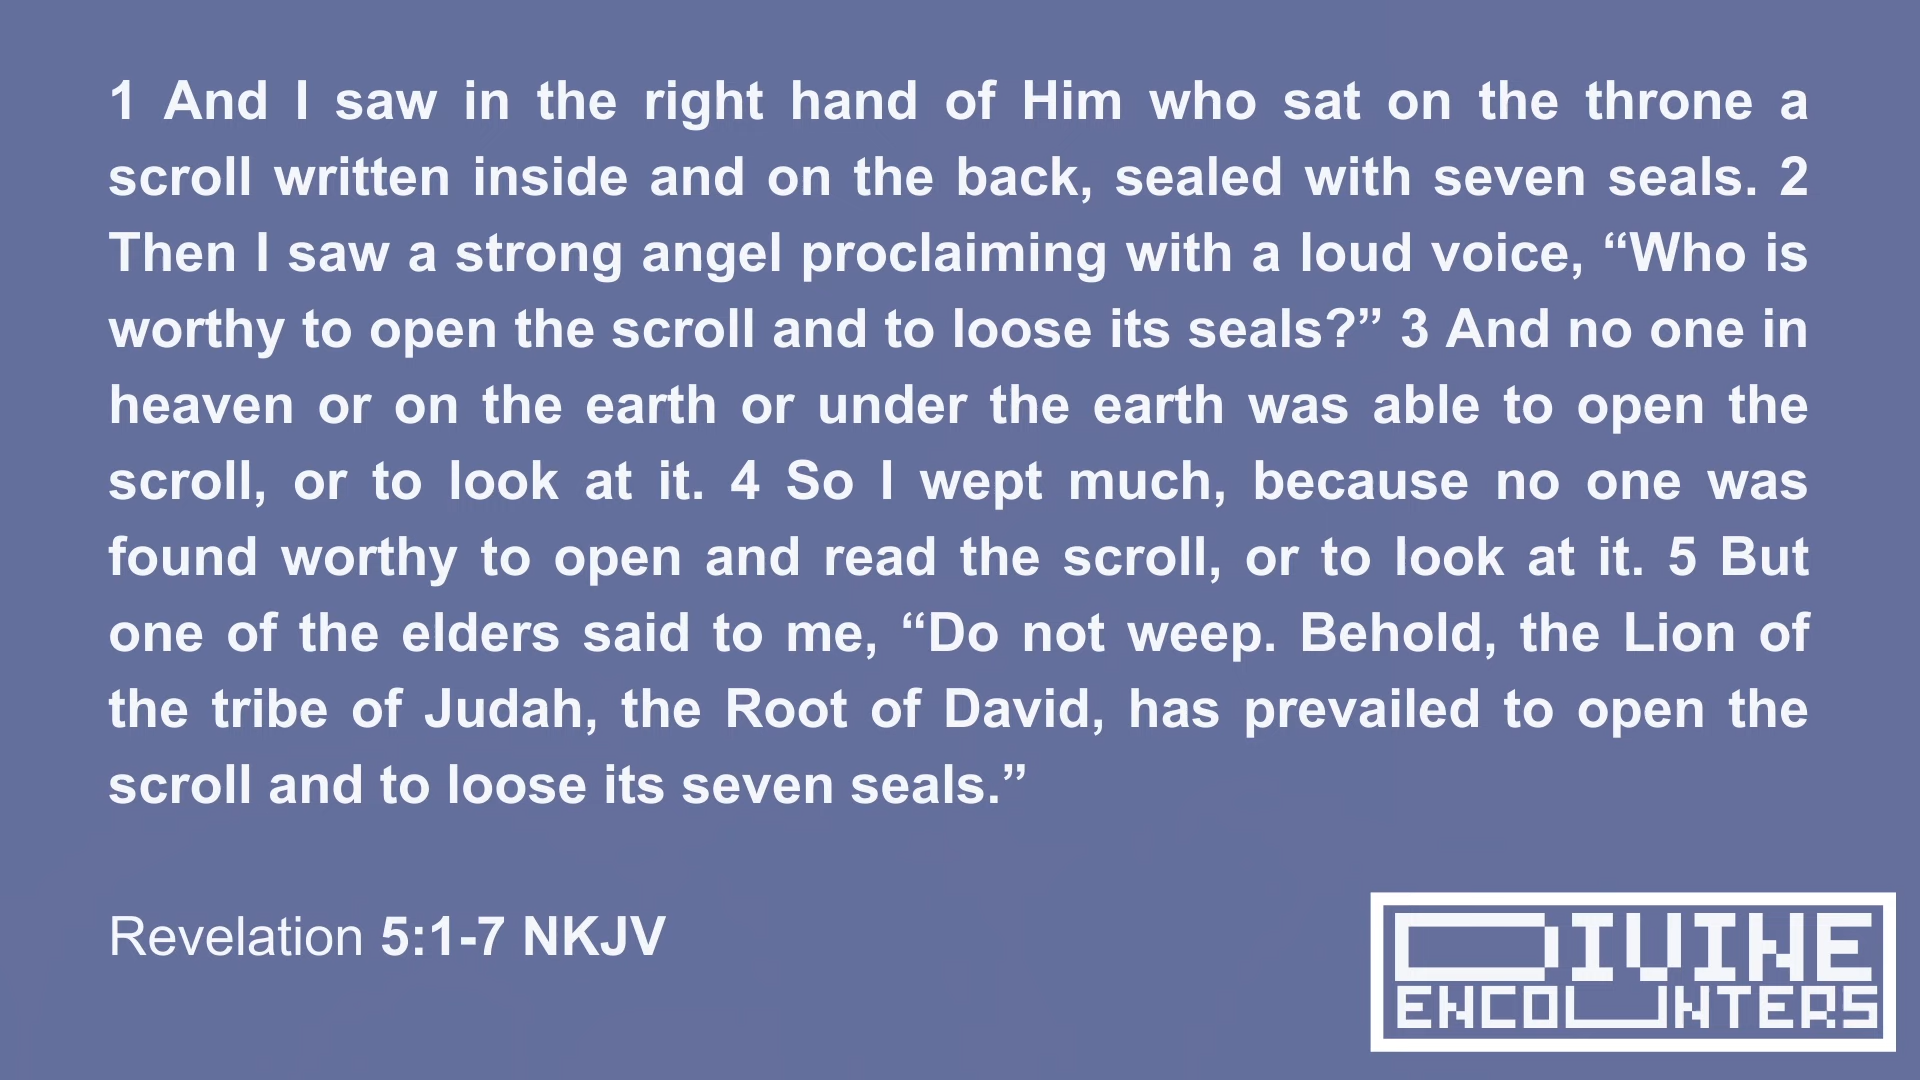 1 And I saw in the right hand of Him who sat on the throne a
scroll written inside and on the back, sealed with seven seals. 2
Then I saw a strong angel proclaiming with a loud voice, “Who is
worthy to open the scroll and to loose its seals?” 3 And no one in
heaven or on the earth or under the earth was able to open the
scroll, or to look at it. 4 So I wept much, because no one was
found worthy to open and read the scroll, or to look at it. 5 But
one of the elders said to me, “Do not weep. Behold, the Lion of
the tribe of Judah, the Root of David, has prevailed to open the
scroll and to loose its seven seals.”
Revelation 5:1-7 NKJV
DIVINE
ENCOUNTERS